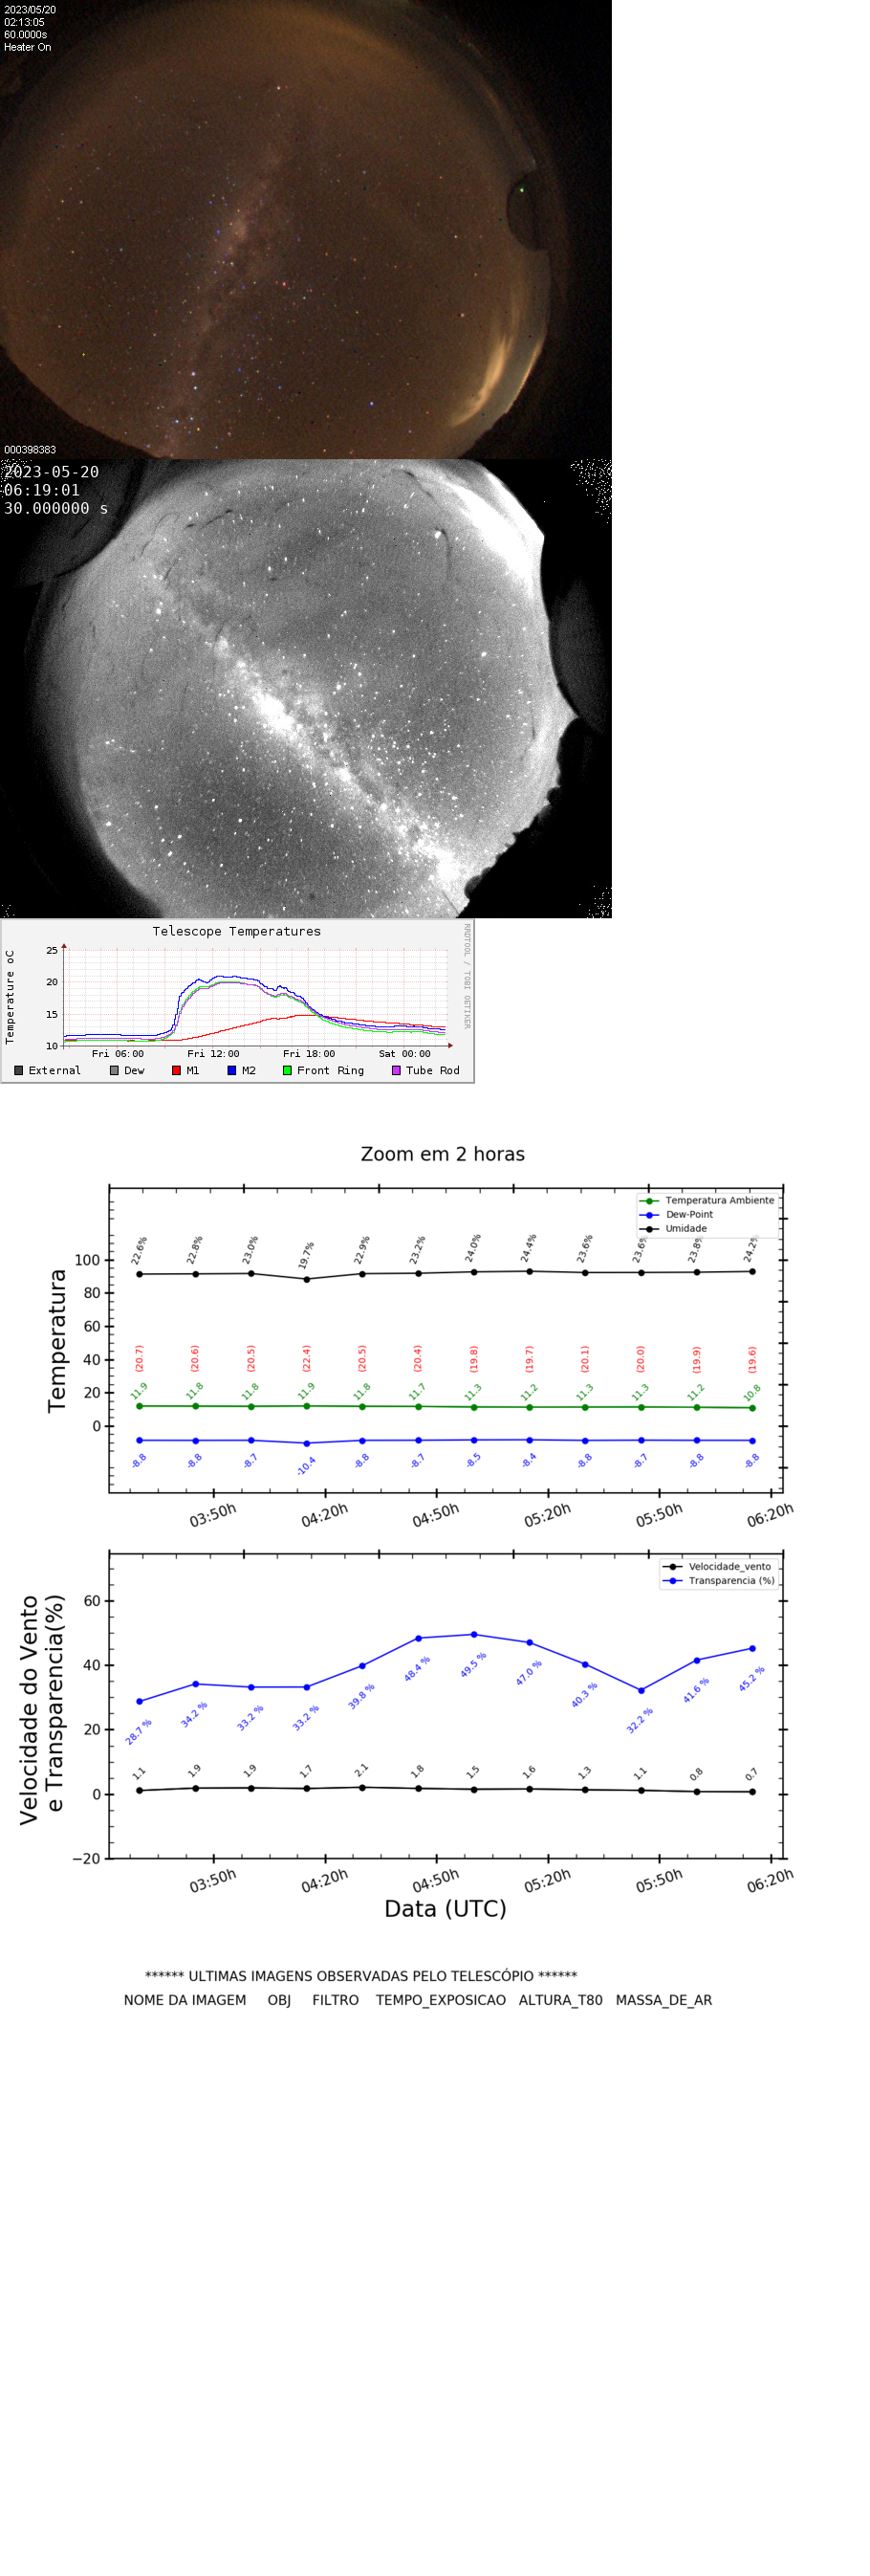 2023/05/20
02:13:05
60.0000s
Heater On
000398383
2023-05-20
06:19:01
30.000000 s
Telescope Temperatures
RRDTOOL / TOBI OETIKER
Temperature oC
25
20
15
10
Fri 06:00 Fri 12:00 Fri 18:00 Sat 00:00
External Dew M1 M2 Front Ring Tube Rod
Zoom em 2 horas
Temperatura Ambiente
Dew-Point
Umidade
Temperatura
100
80
60
40
20
0
22.6% 22.8% 23.0% 19.7% 22.9% 23.2% 24.0% 24.4% 23.6% 23.6% 23.8% 24.2%
(20.7) (20.6) (20.5) (22.4) (20.5) (20.4) (19.8) (19.7) (20.1) (20.0) (19.9) (19.6)
11.9 11.8 11.8 11.9 11.8 11.7 11.3 11.2 11.3 11.3 11.2 10.8
-8.8 -8.8 -8.7 -10.4 -8.8 -8.7 -8.5 -8.4 -8.8 -8.7 -8.8 -8.8
03:50h 04:20h 04:50h 05:20h 05:50h 06:20h
Velocidade_vento
Transparencia (%)
Velocidade do Vento
e Transparencia(%)
60
40
20
0
−20
28.7 % 34.2 % 33.2 % 33.2 % 39.8 % 48.4 % 49.5 % 47.0 % 40.3 % 32.2 % 41.6 % 45.2 %
1.1 1.9 1.9 1.7 2.1 1.8 1.5 1.6 1.3 1.1 0.8 0.7
03:50h 04:20h 04:50h 05:20h 05:50h 06:20h
Data (UTC)
****** ULTIMAS IMAGENS OBSERVADAS PELO TELESCÓPIO ******
NOME DA IMAGEM OBJ FILTRO TEMPO_EXPOSICAO ALTURA_T80 MASSA_DE_AR